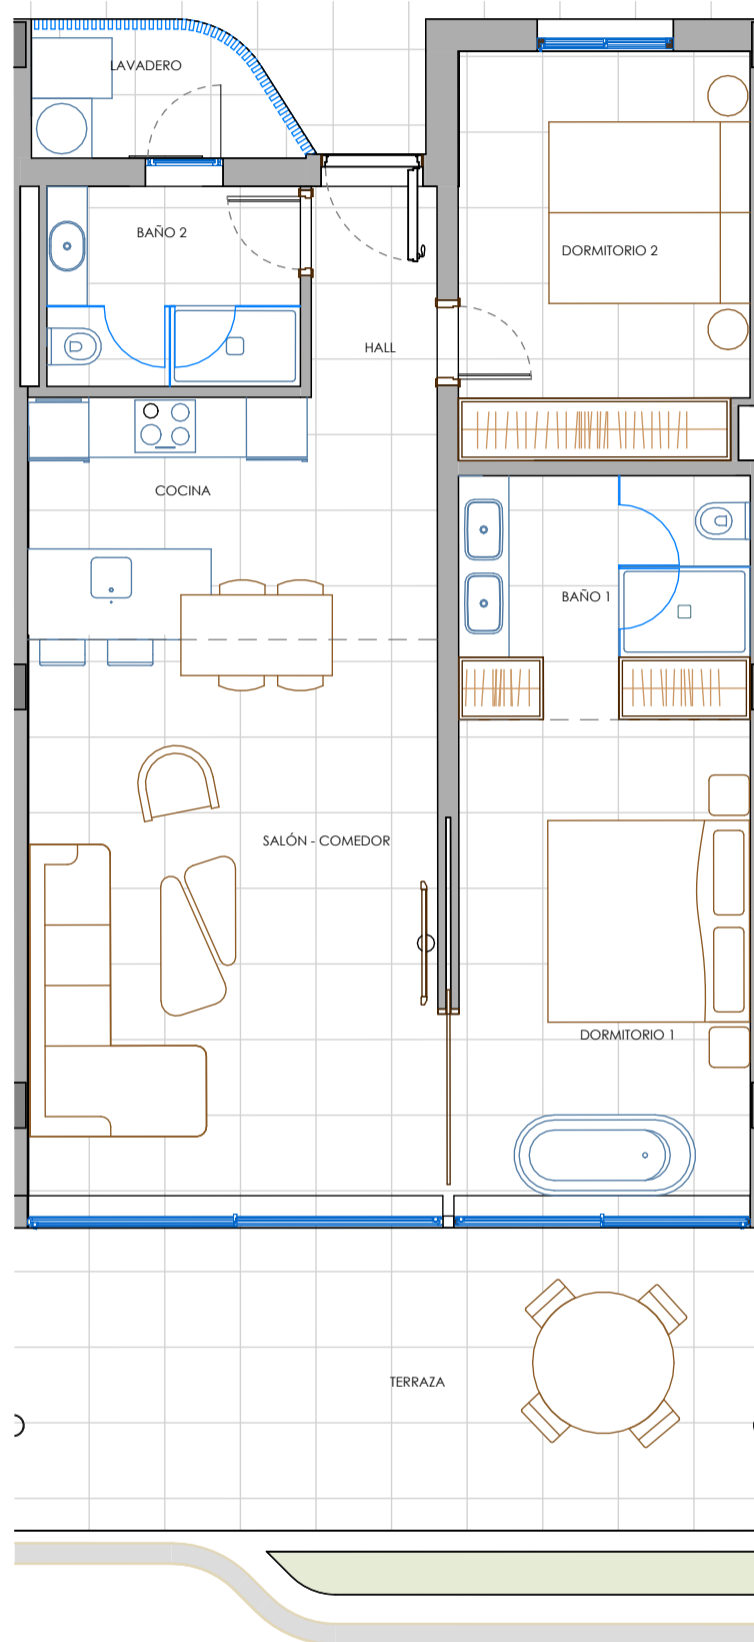 LAVADERO
BAÑO 2
DORMITORIO 2
HALL
COCINA
BAÑO 1
SALÓN - COMEDOR
DORMITORIO 1
TERRAZA